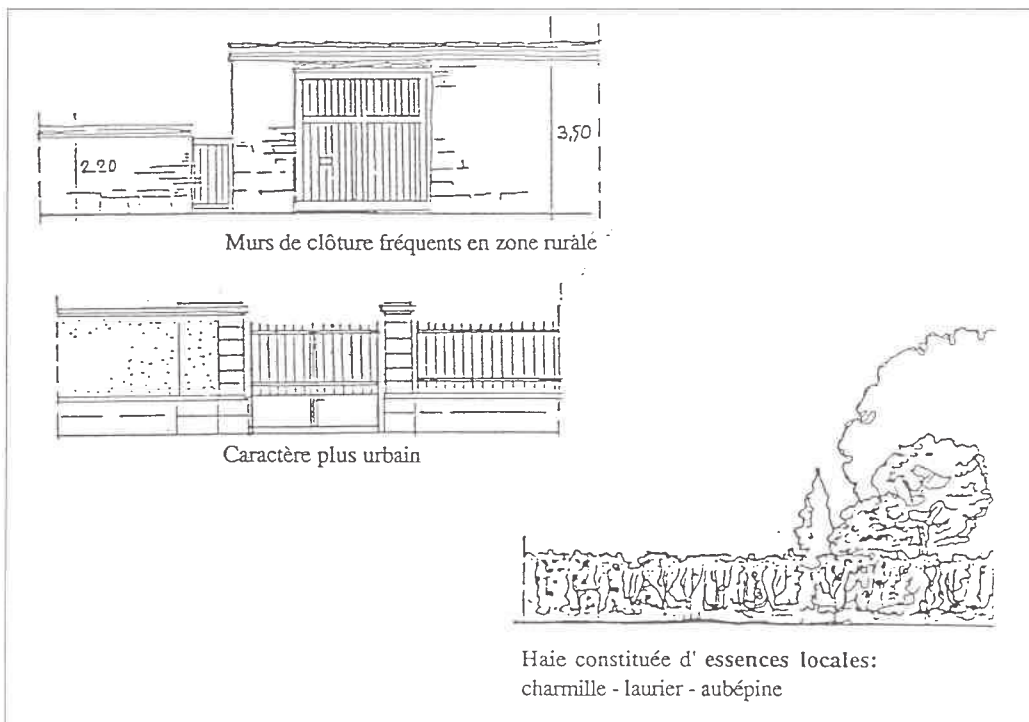 3,50
2.20
Murs de clôture fréquents en zone rurale
Caractère plus urbain
Haie constituée d' essences locales:
charmille - laurier - aubépine